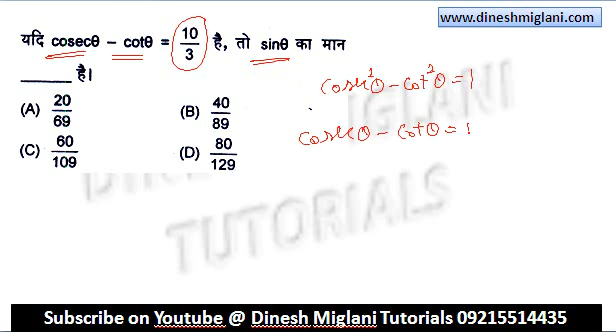 www.dineshmiglani.com
यदि cosecθ − cotθ = 10/3 है, तो sinθ का मान
______ है।
(A) 20/69
(B) 40/89
(C) 60/109
(D) 80/129
cosec²θ − cot²θ = 1
cosecθ − cotθ = 1
MIGLANI
TUTORIALS
Subscribe on Youtube @ Dinesh Miglani Tutorials 09215514435